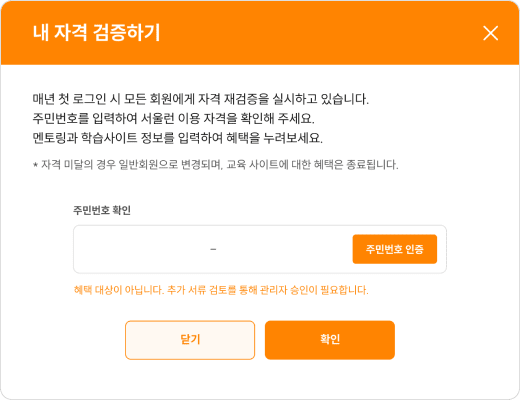 내 자격 검증하기
매년 첫 로그인 시 모든 회원에게 자격 재검증을 실시하고 있습니다.
주민번호를 입력하여 서울런 이용 자격을 확인해 주세요.
멘토링과 학습사이트 정보를 입력하여 혜택을 누려보세요.
* 자격 미달의 경우 일반회원으로 변경되며, 교육 사이트에 대한 혜택은 종료됩니다.
주민번호 확인
– 주민번호 인증
혜택 대상이 아닙니다. 추가 서류 검토를 통해 관리자 승인이 필요합니다.
닫기 확인